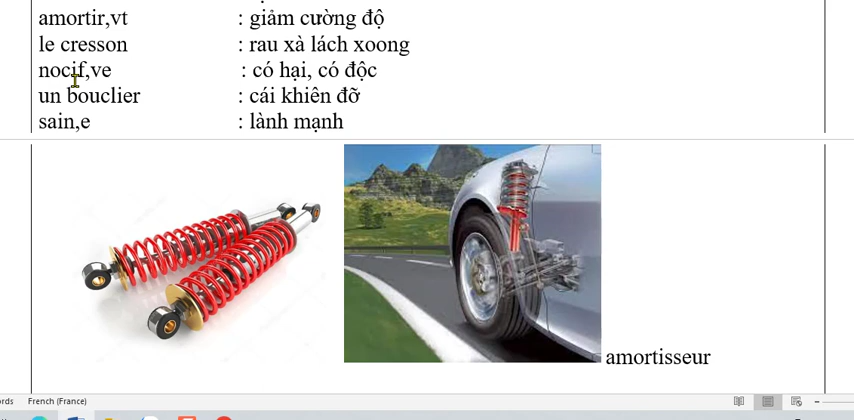 amortir,vt : giảm cường độ
le cresson : rau xà lách xoong
nocif,ve : có hại, có độc
un bouclier : cái khiên đỡ
sain,e : lành mạnh
amortisseur
French (France)